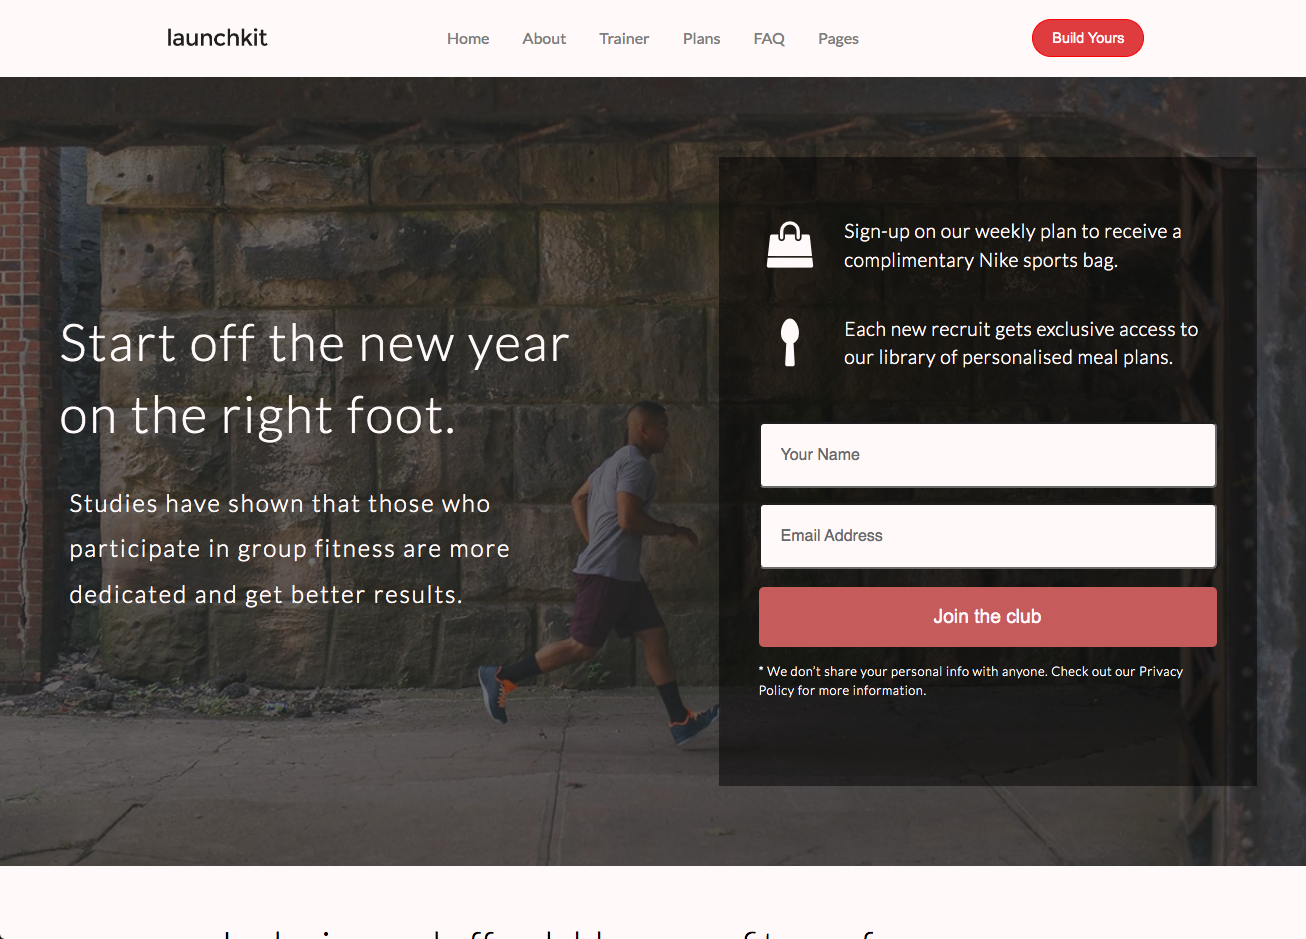 launchkit
Home
About
Trainer
Plans
FAQ
Pages
Build Yours
Start off the new year
on the right foot.
Studies have shown that those who
participate in group fitness are more
dedicated and get better results.
Sign-up on our weekly plan to receive a
complimentary Nike sports bag.
Each new recruit gets exclusive access to
our library of personalised meal plans.
Your Name
Email Address
Join the club
* We don't share your personal info with anyone. Check out our Privacy
Policy for more information.